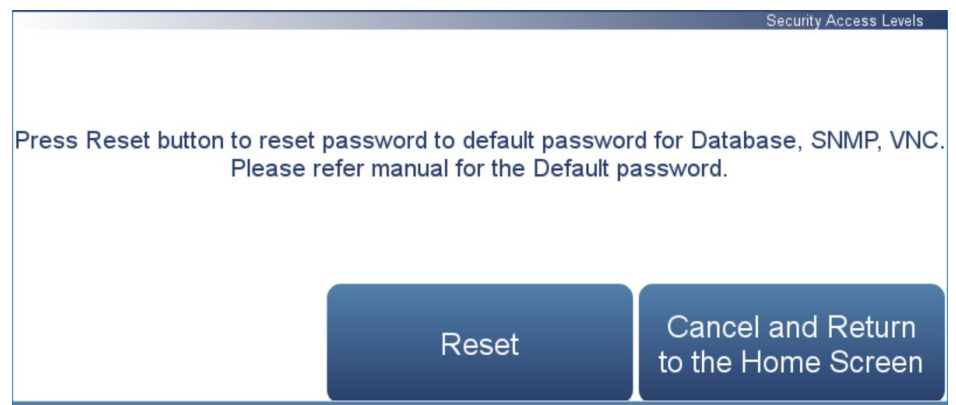 Security Access Levels
Press Reset button to reset password to default password for Database, SNMP, VNC.
Please refer manual for the Default password.
Reset
Cancel and Return
to the Home Screen